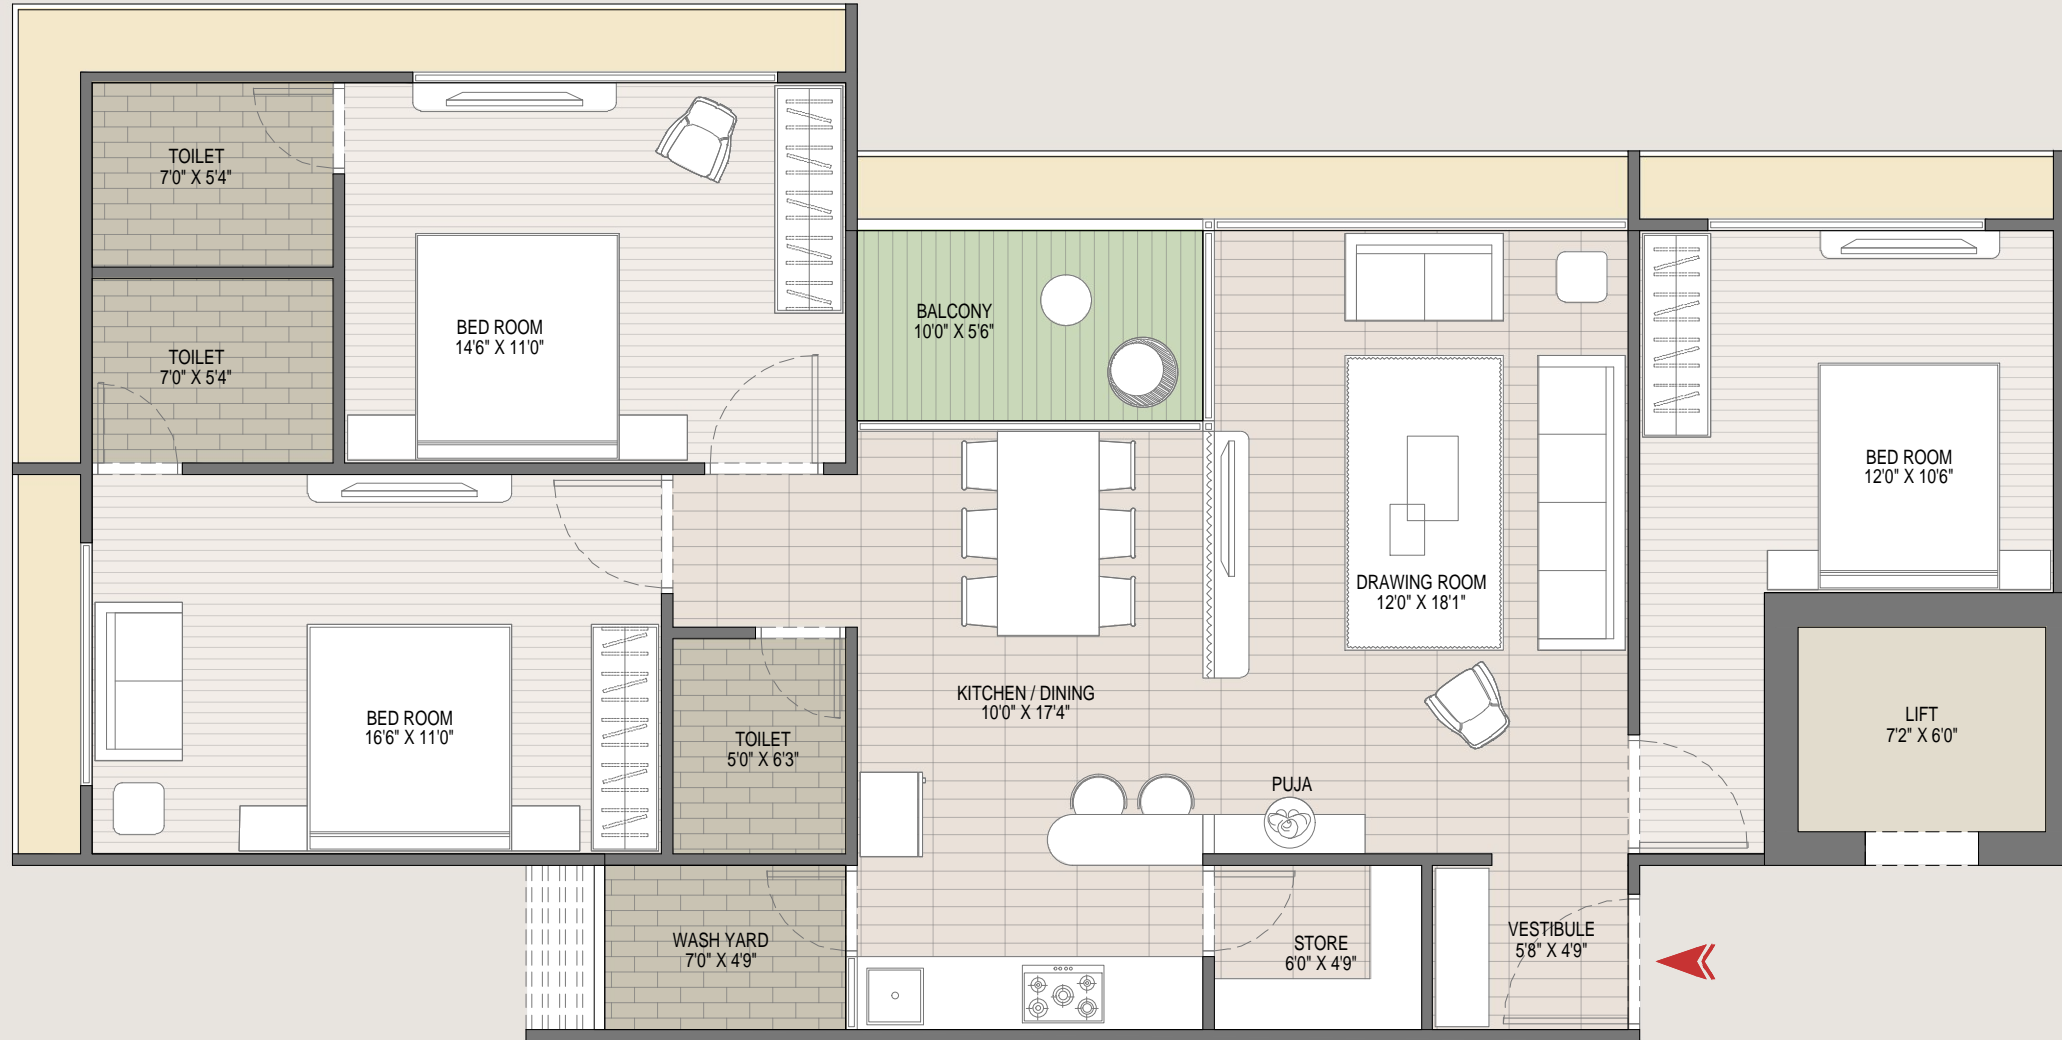 TOILET
7'0" X 5'4"
TOILET
7'0" X 5'4"
BED ROOM
14'6" X 11'0"
BALCONY
10'0" X 5'6"
DRAWING ROOM
12'0" X 18'1"
BED ROOM
12'0" X 10'6"
BED ROOM
16'6" X 11'0"
TOILET
5'0" X 6'3"
KITCHEN / DINING
10'0" X 17'4"
PUJA
LIFT
7'2" X 6'0"
WASH YARD
7'0" X 4'9"
STORE
6'0" X 4'9"
VESTIBULE
5'8" X 4'9"